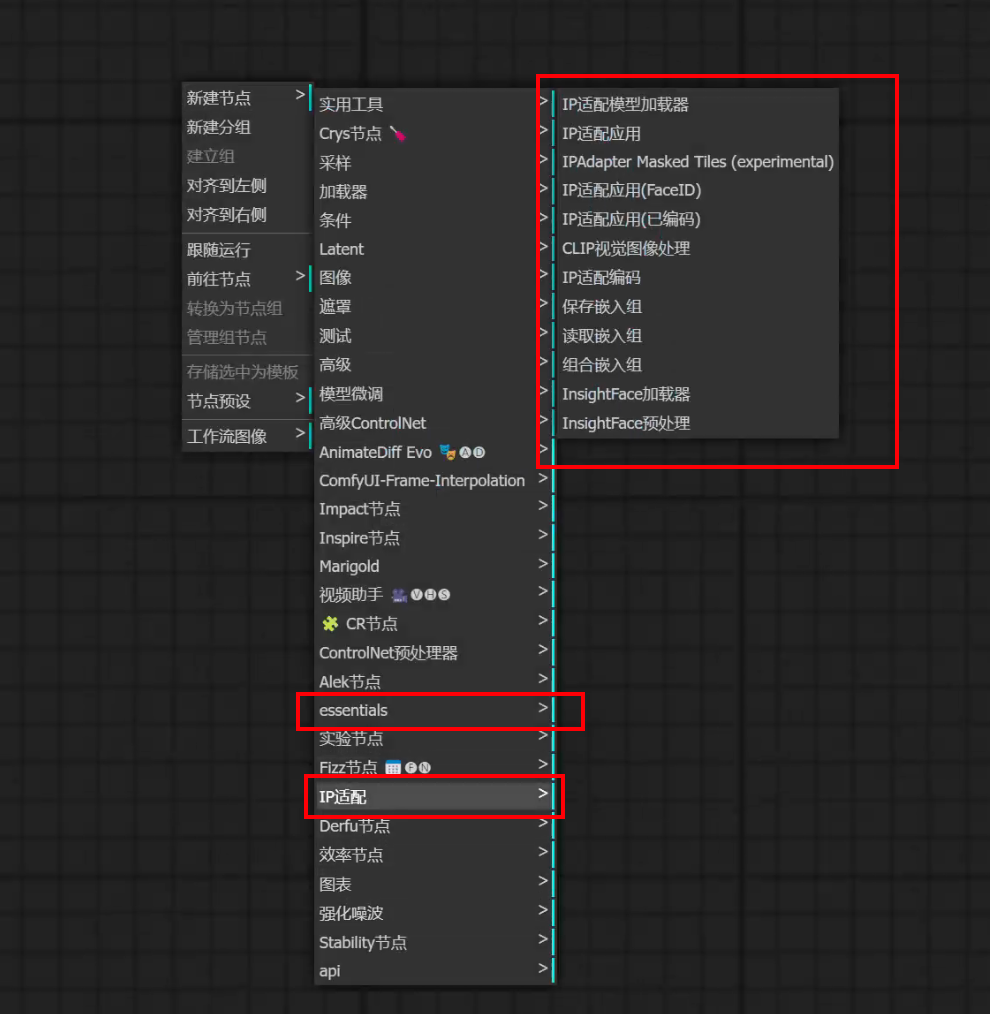 新建节点 >
新建分组
建立组
对齐到左侧
对齐到右侧
跟随运行
前往节点 >
转换为节点组
管理组节点
存储选中为模板
节点预设 >
工作流图像 >
实用工具 >
Crys节点 >
采样 >
加载器 >
条件 >
Latent >
图像 >
遮罩 >
测试 >
高级 >
模型微调 >
高级ControlNet >
AnimateDiff Evo 🎭🅐🅓 >
ComfyUI-Frame-Interpolation >
Impact节点 >
Inspire节点 >
Marigold >
视频助手 🎥🅥🅗🅢 >
🧩 CR节点 >
ControlNet预处理器 >
Alek节点 >
essentials >
实验节点 >
Fizz节点 📅🅕🅝 >
IP适配 >
Derfu节点 >
效率节点 >
图表 >
强化噪波 >
Stability节点 >
api >
IP适配模型加载器
IP适配应用
IPAdapter Masked Tiles (experimental)
IP适配应用(FaceID)
IP适配应用(已编码)
CLIP视觉图像处理
IP适配编码
保存嵌入组
读取嵌入组
组合嵌入组
InsightFace加载器
InsightFace预处理